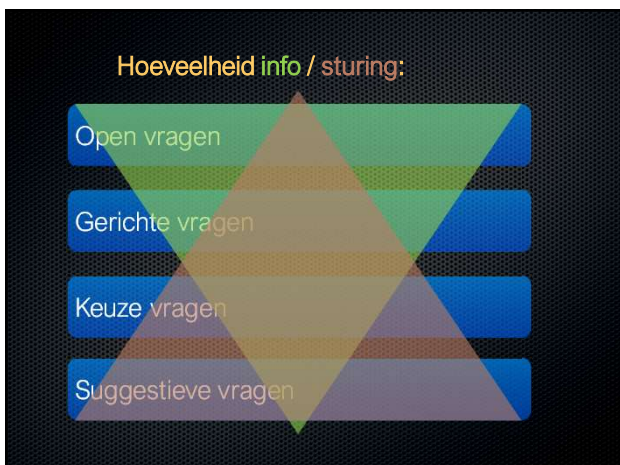 Hoeveelheid info / sturing:
Open vragen
Gerichte vragen
Keuze vragen
Suggestieve vragen